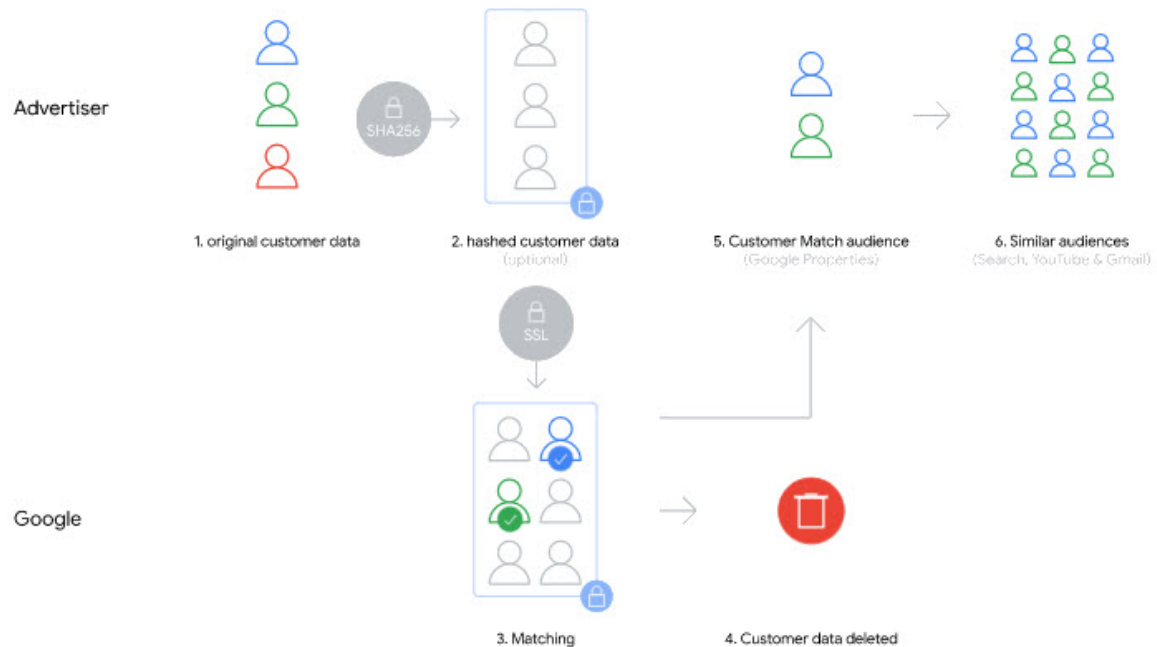 Advertiser
SHA256
1. original customer data
2. hashed customer data
(optional)
5. Customer Match audience
(Google Properties)
6. Similar audiences
(Search, YouTube & Gmail)
SSL
Google
3. Matching
4. Customer data deleted